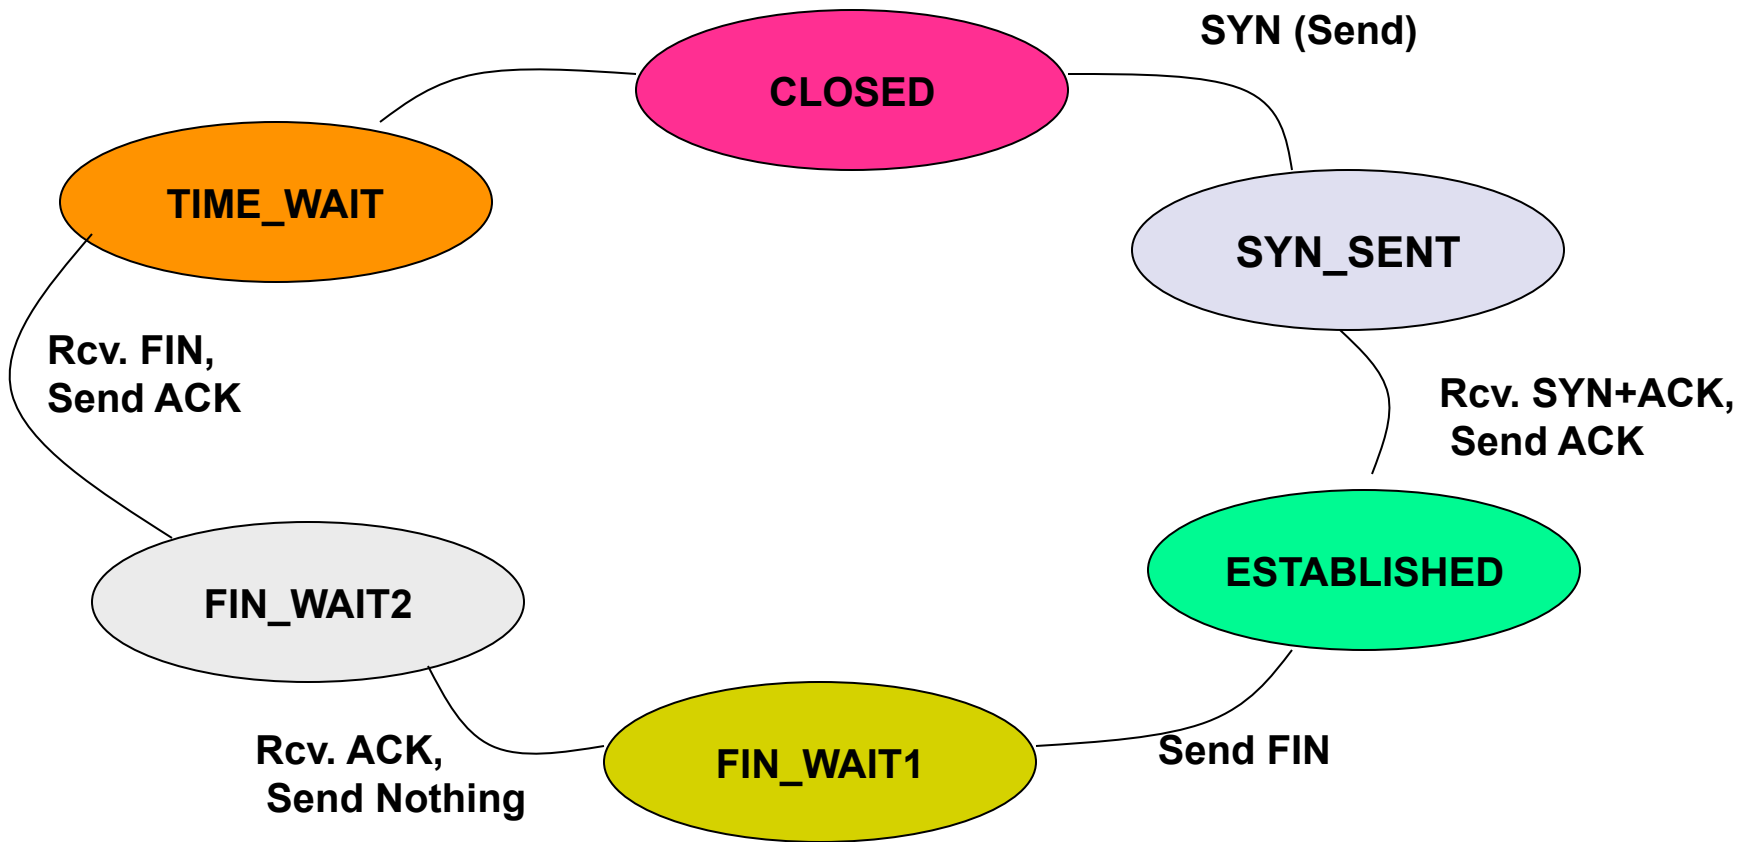 SYN (Send)
CLOSED
TIME_WAIT
SYN_SENT
Rcv. FIN,
Send ACK
Rcv. SYN+ACK,
Send ACK
ESTABLISHED
FIN_WAIT2
Rcv. ACK,
Send Nothing
FIN_WAIT1
Send FIN